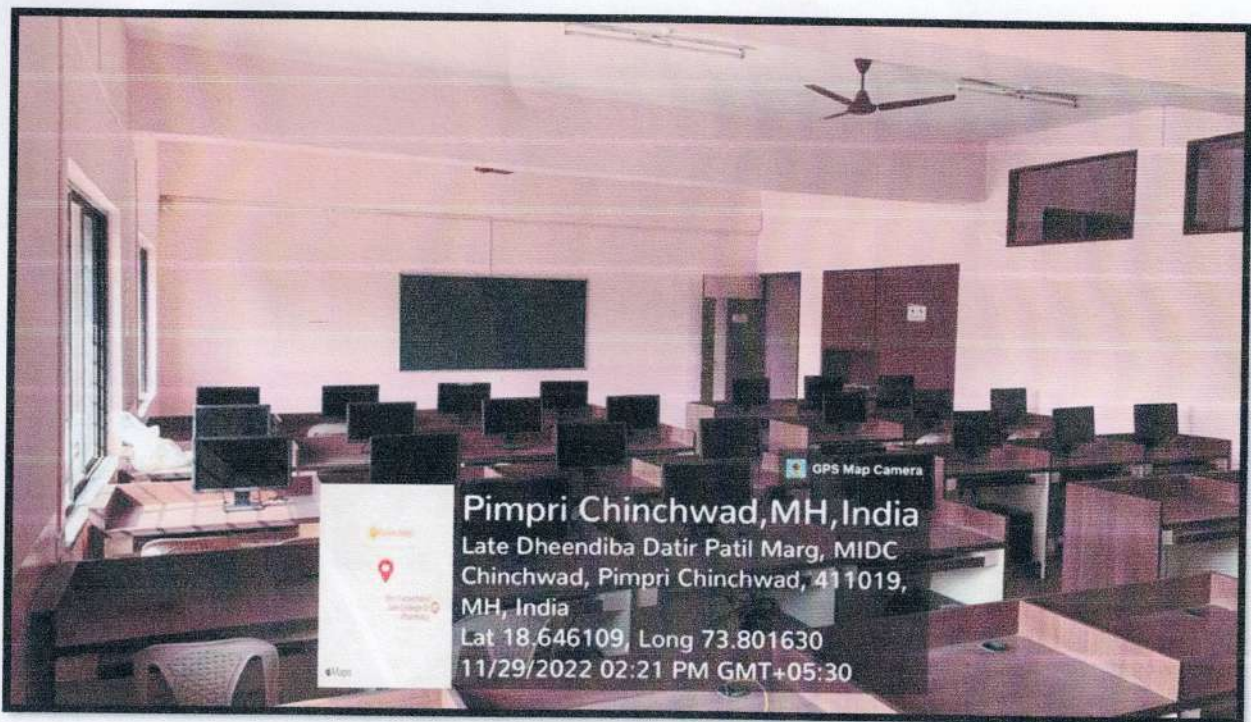 GPS Map Camera
Pimpri Chinchwad,MH,India
Late Dheendiba Datir Patil Marg, MIDC
Chinchwad, Pimpri Chinchwad, 411019,
MH, India
Lat 18.646109, Long 73.801630
11/29/2022 02:21 PM GMT+05:30
Maps